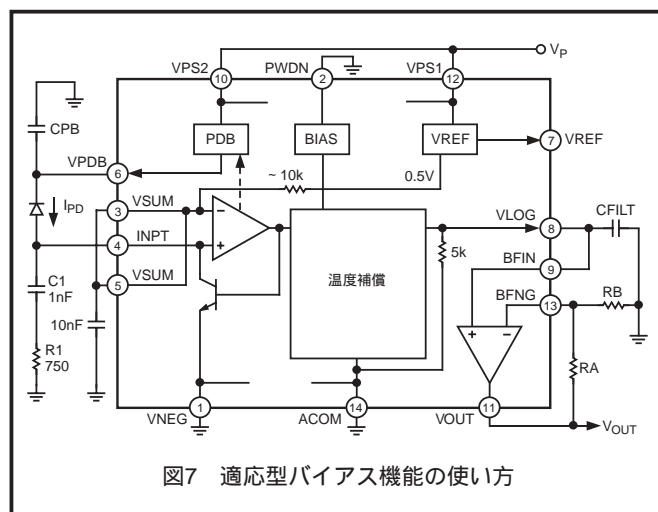 VP
VPS2
PWDN
VPS1
10
2
12
CPB
PDB
BIAS
VREF
7
VREF
VPDB
6
~ 10k
0.5V
IPD
3
VSUM
−
VLOG
8
CFILT
4
INPT
+
5k
BFIN
9
5
VSUM
温度補償
BFNG
13
RB
C1
1nF
10nF
+
−
R1
750
RA
VNEG
1
ACOM
14
VOUT
11
VOUT
図7 適応型バイアス機能の使い方